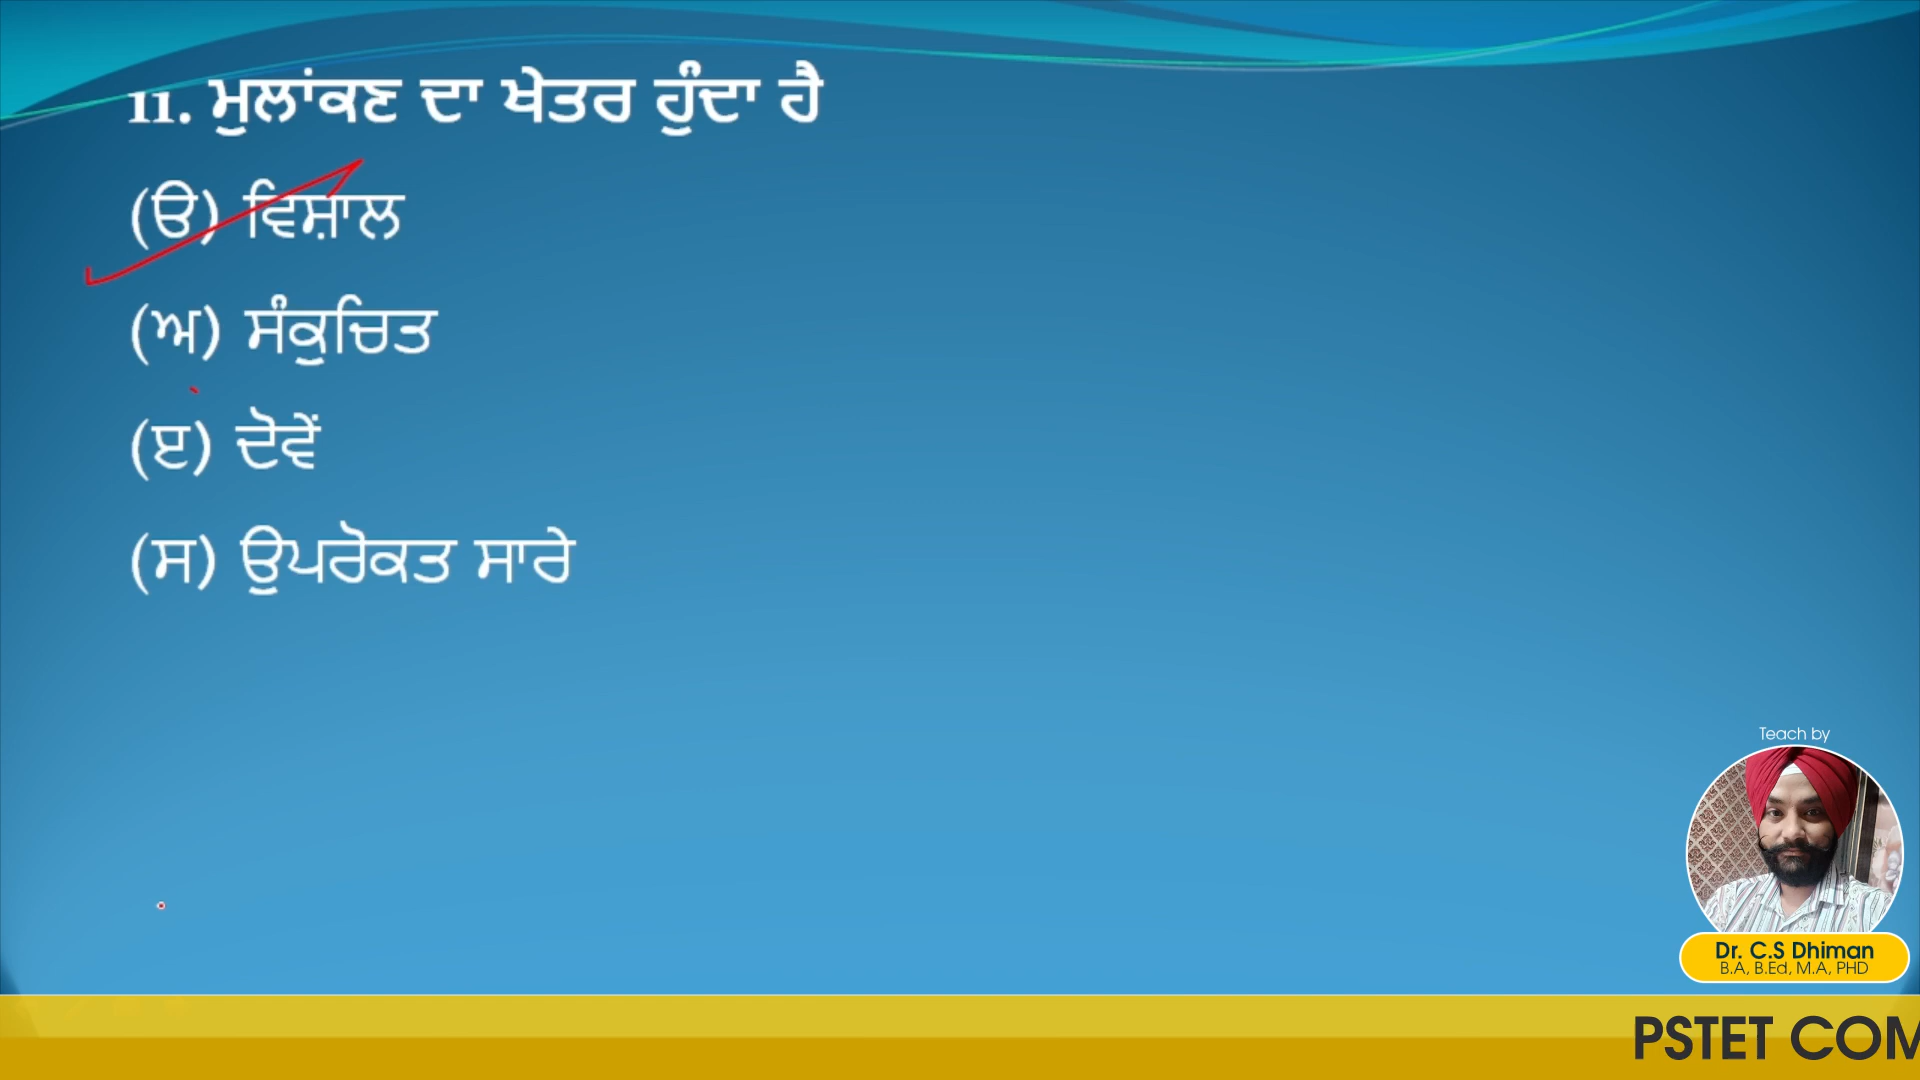 11. ਮੁਲਾਂਕਣ ਦਾ ਖੇਤਰ ਹੁੰਦਾ ਹੈ
(ੳ) ਵਿਸ਼ਾਲ
(ਅ) ਸੰਕੁਚਿਤ
(ੲ) ਦੋਵੇਂ
(ਸ) ਉਪਰੋਕਤ ਸਾਰੇ
Teach by
Dr. C.S Dhiman
B.A, B.Ed, M.A, PHD
PSTET COM